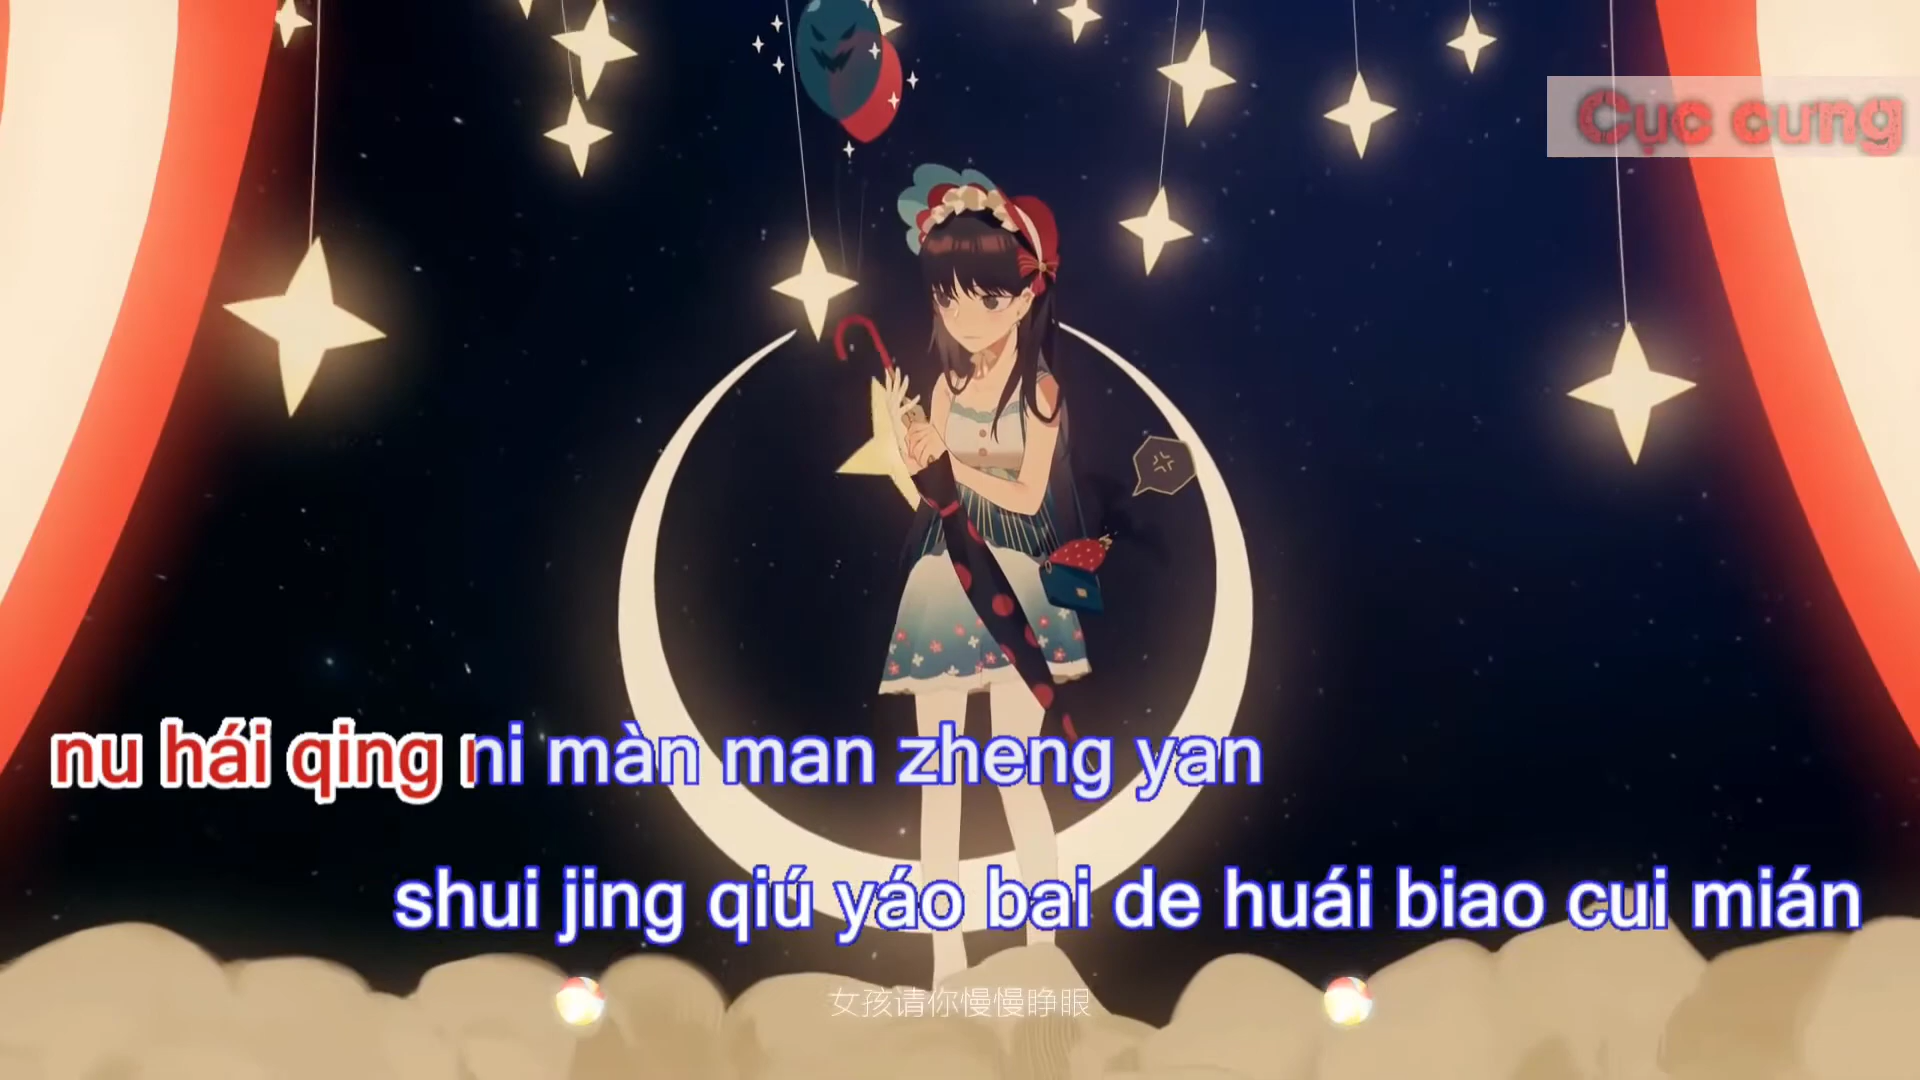 Cục cưng
nu hái qing ni màn man zheng yan
shui jing qiú yáo bai de huái biao cui mián
女孩请你慢慢睁眼